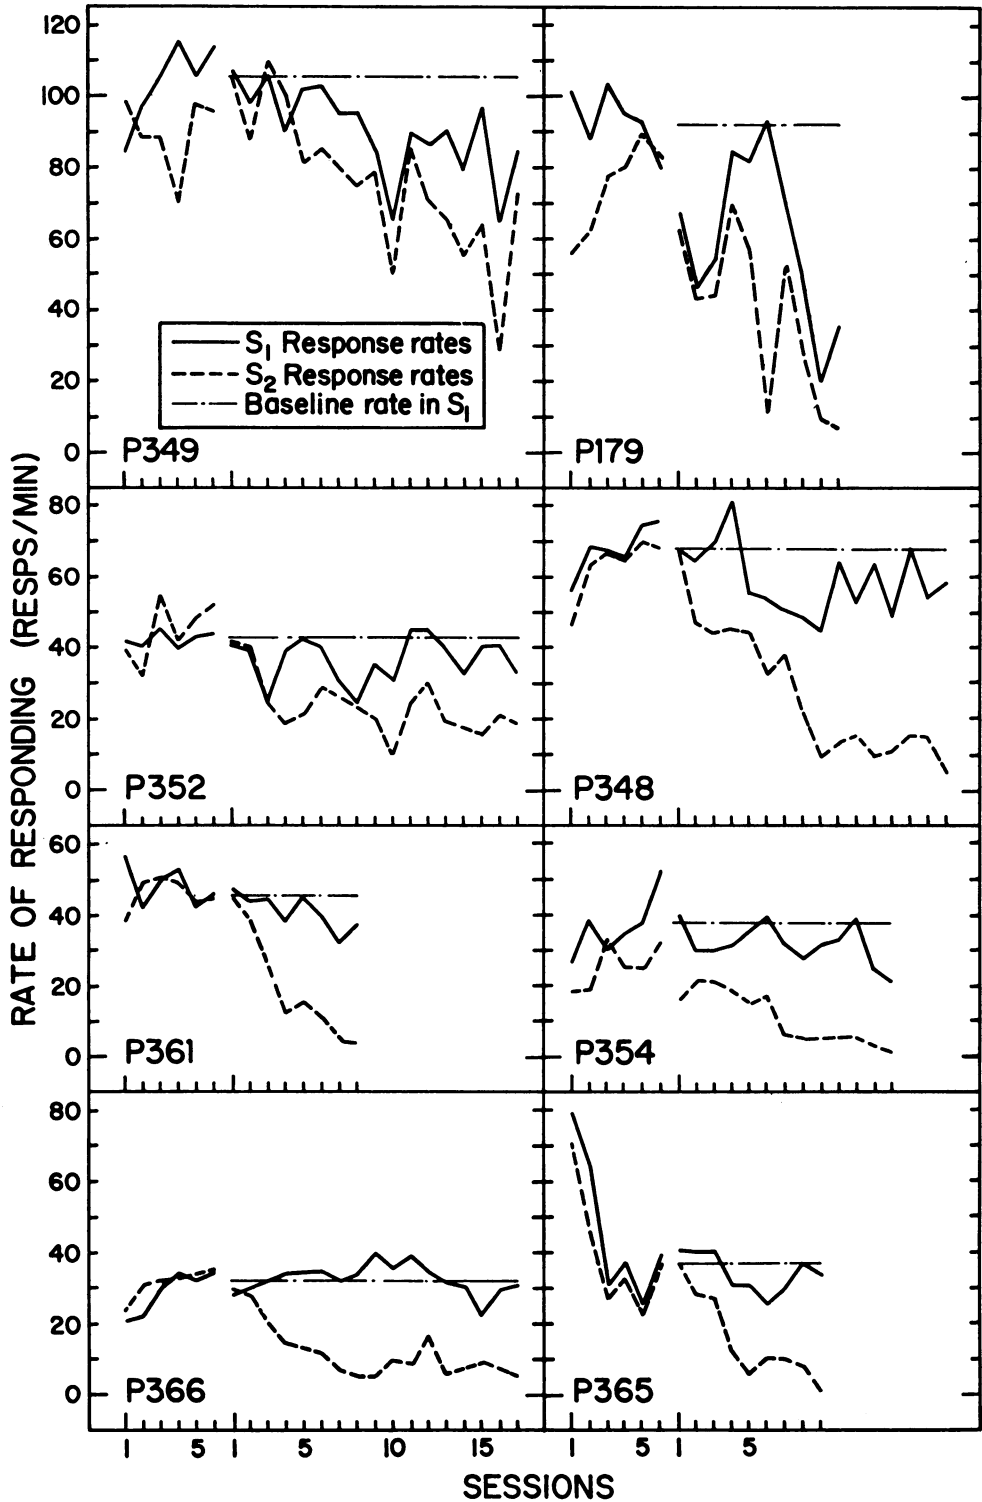 120
100
80
60
40
20
0
S1 Response rates
S2 Response rates
Baseline rate in S1
P349
P179
80
60
40
20
0
P352
P348
60
40
20
0
P361
P354
80
60
40
20
0
P366
P365
1 5 1 5 10 15
1 5 1 5
SESSIONS
RATE OF RESPONDING (RESPS/MIN)